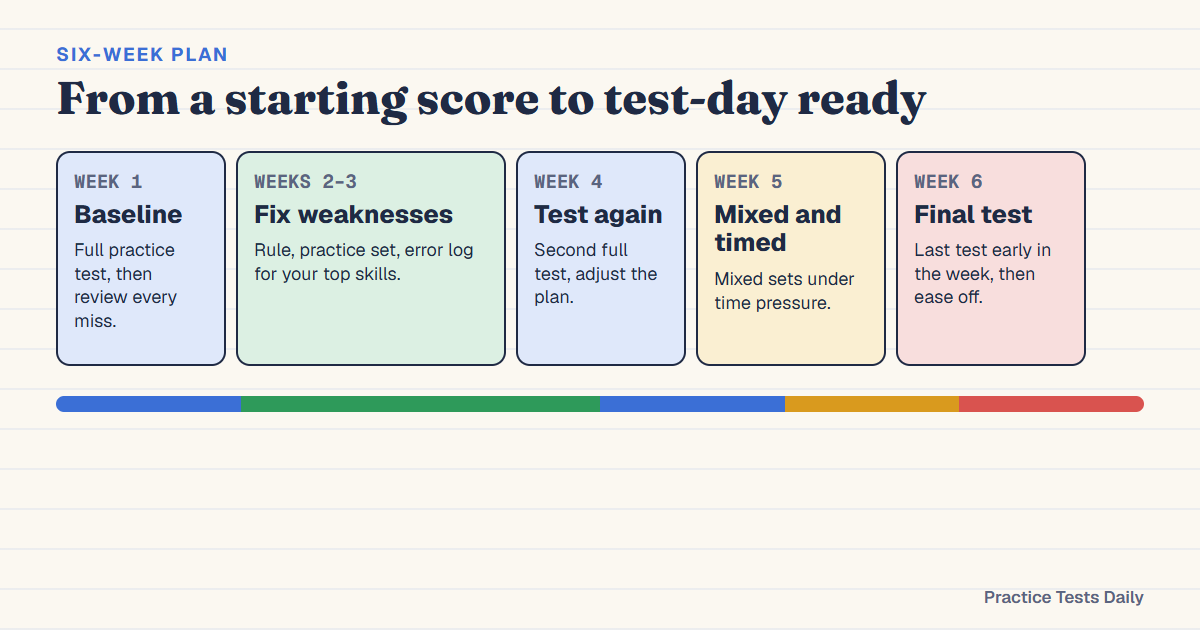 SIX-WEEK PLAN
From a starting score to test-day ready
WEEK 1
Baseline
Full practice
test, then
review every
miss.
WEEKS 2-3
Fix weaknesses
Rule, practice set, error log
for your top skills.
WEEK 4
Test again
Second full
test, adjust the
plan.
WEEK 5
Mixed and
timed
Mixed sets under
time pressure.
WEEK 6
Final test
Last test early in
the week, then
ease off.
Practice Tests Daily